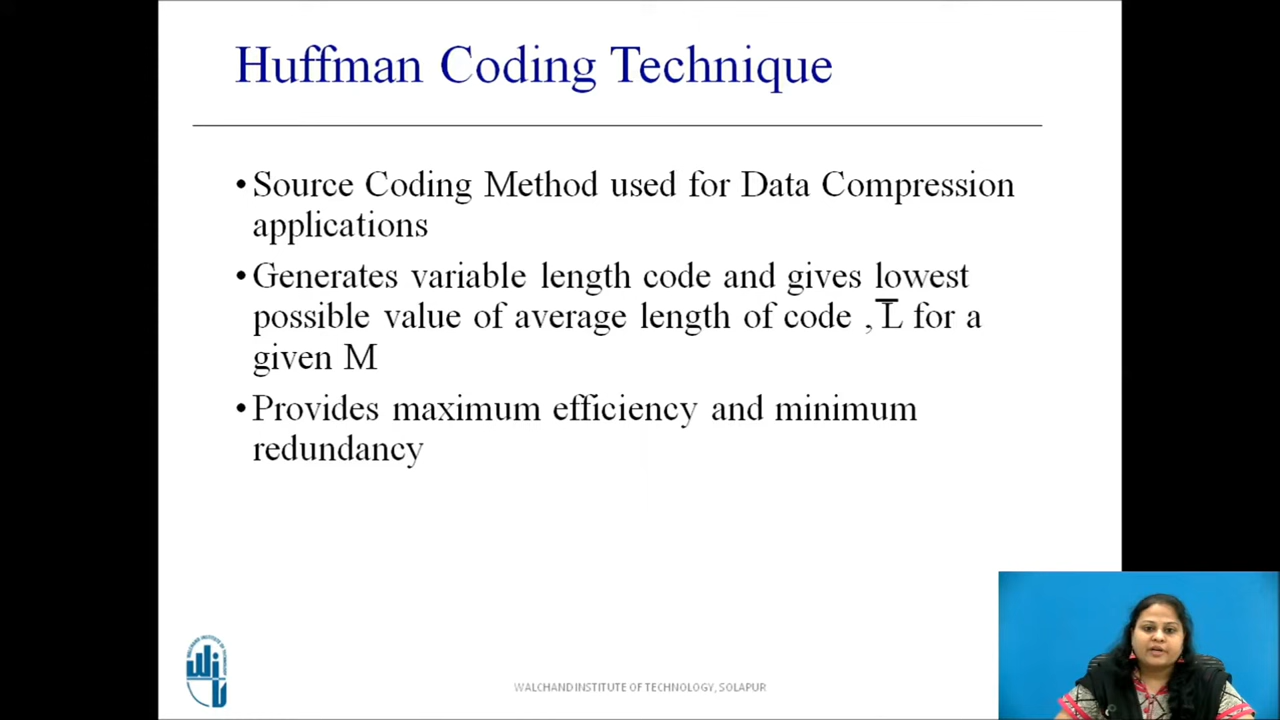 Huffman Coding Technique
• Source Coding Method used for Data Compression
applications
• Generates variable length code and gives lowest
possible value of average length of code , L̅ for a
given M
• Provides maximum efficiency and minimum
redundancy
WALCHAND INSTITUTE OF TECHNOLOGY, SOLAPUR